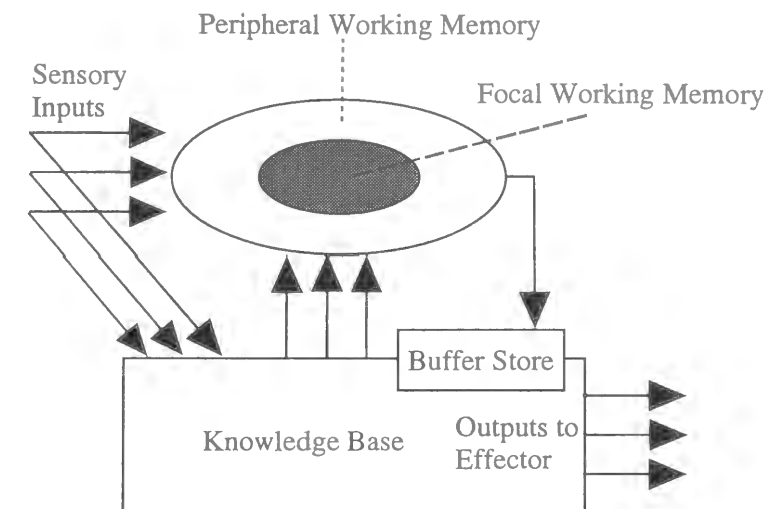 Peripheral Working Memory
Sensory
Inputs
Focal Working Memory
Buffer Store
Knowledge Base
Outputs to
Effector